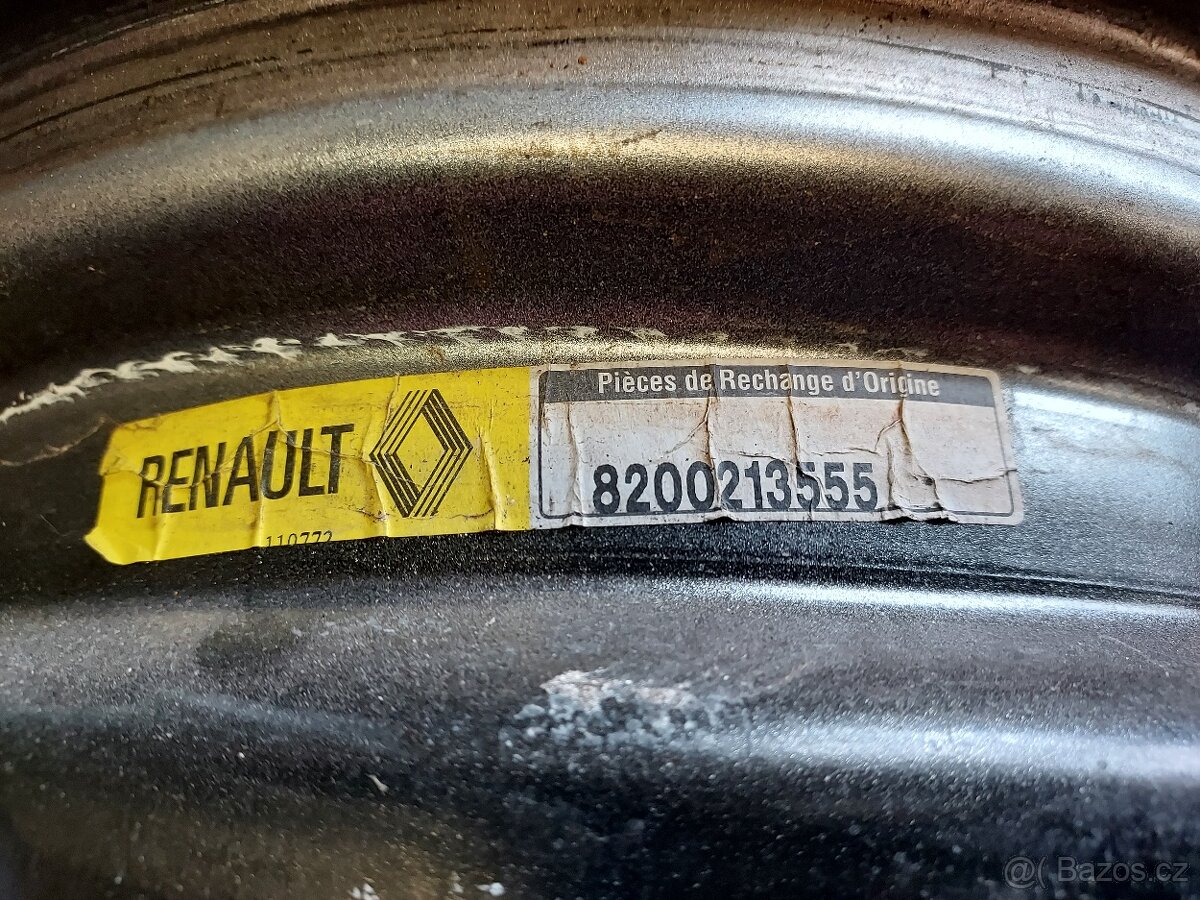 RENAULT
110772
Pièces de Rechange d'Origine
8200213555
@( Bazos.cz